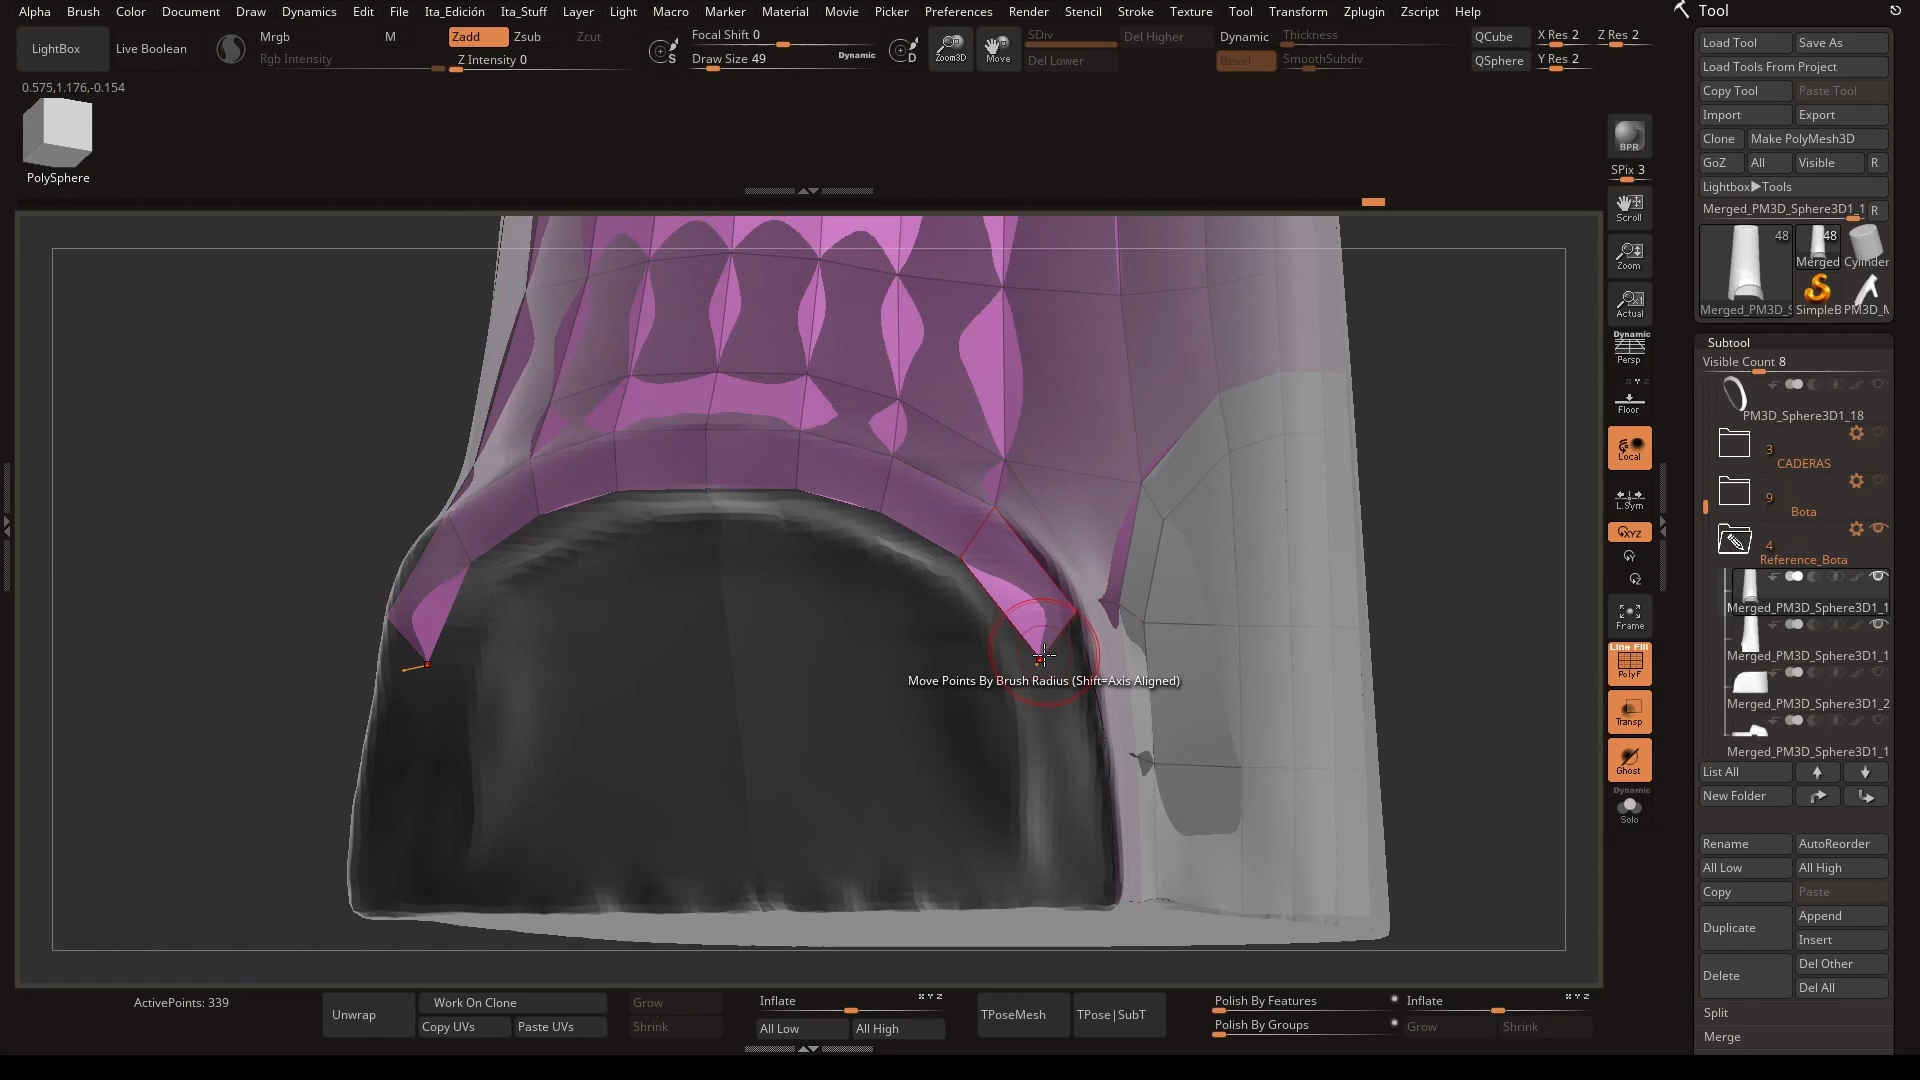 Alpha Brush Color Document Draw Dynamics Edit File Ita_Edición Ita_Stuff Layer Light Macro Marker Material Movie Picker Preferences Render Stencil Stroke Texture Tool Transform Zplugin Zscript Help
Tool
LightBox
Live Boolean
Mrgb
M
Zadd
Zsub
Zcut
Rgb Intensity
Z Intensity 0
S
Focal Shift 0
Draw Size 49
Dynamic
D
Zoom3D
Move
SDiv
Del Higher
Del Lower
Dynamic
Thickness
Bevel
SmoothSubdiv
QCube
X Res 2
Z Res 2
QSphere
Y Res 2
0.575,1.176,-0.154
PolySphere
Move Points By Brush Radius (Shift=Axis Aligned)
BPR
SPix 3
Scroll
Zoom
Actual
Dynamic
Persp
Floor
Local
L.Sym
XYZ
Y
Z
Frame
Line Fill
PolyF
Transp
Ghost
Dynamic
Solo
Load Tool
Save As
Load Tools From Project
Copy Tool
Paste Tool
Import
Export
Clone
Make PolyMesh3D
GoZ
All
Visible
R
Lightbox▶Tools
Merged_PM3D_Sphere3D1_1
R
48
48
Merged
Cylinder
Merged_PM3D_S
SimpleB
PM3D_M
Subtool
Visible Count 8
PM3D_Sphere3D1_18
3
CADERAS
9
Bota
4
Reference_Bota
Merged_PM3D_Sphere3D1_1
Merged_PM3D_Sphere3D1_1
Merged_PM3D_Sphere3D1_2
Merged_PM3D_Sphere3D1_1
List All
New Folder
Rename
AutoReorder
All Low
All High
Copy
Paste
Duplicate
Append
Insert
Delete
Del Other
Del All
Split
Merge
ActivePoints: 339
Unwrap
Work On Clone
Copy UVs
Paste UVs
Grow
Shrink
Inflate
X Y Z
All Low
All High
TPoseMesh
TPose|SubT
Polish By Features
Polish By Groups
Inflate
X Y Z
Grow
Shrink